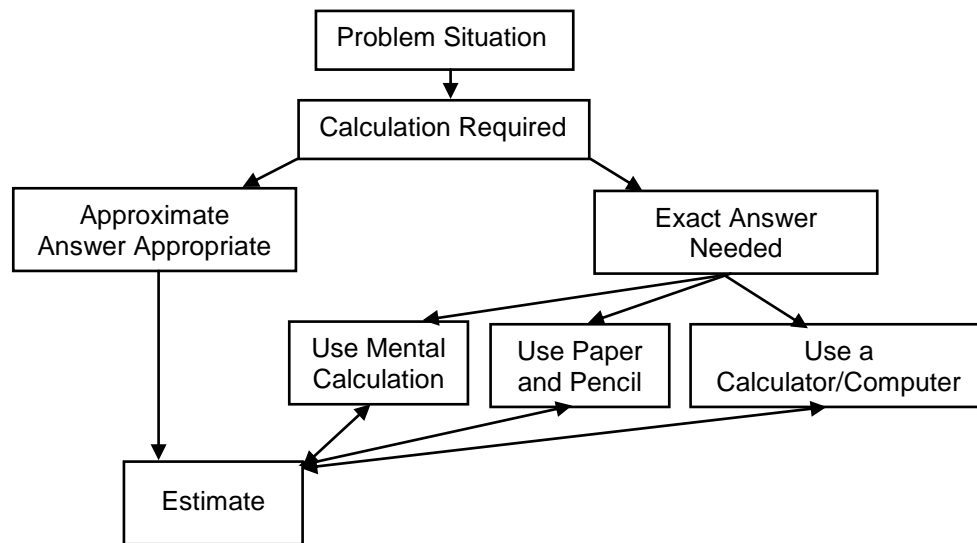 Problem Situation
Calculation Required
Approximate
Answer Appropriate
Exact Answer
Needed
Use Mental
Calculation
Use Paper
and Pencil
Use a
Calculator/Computer
Estimate